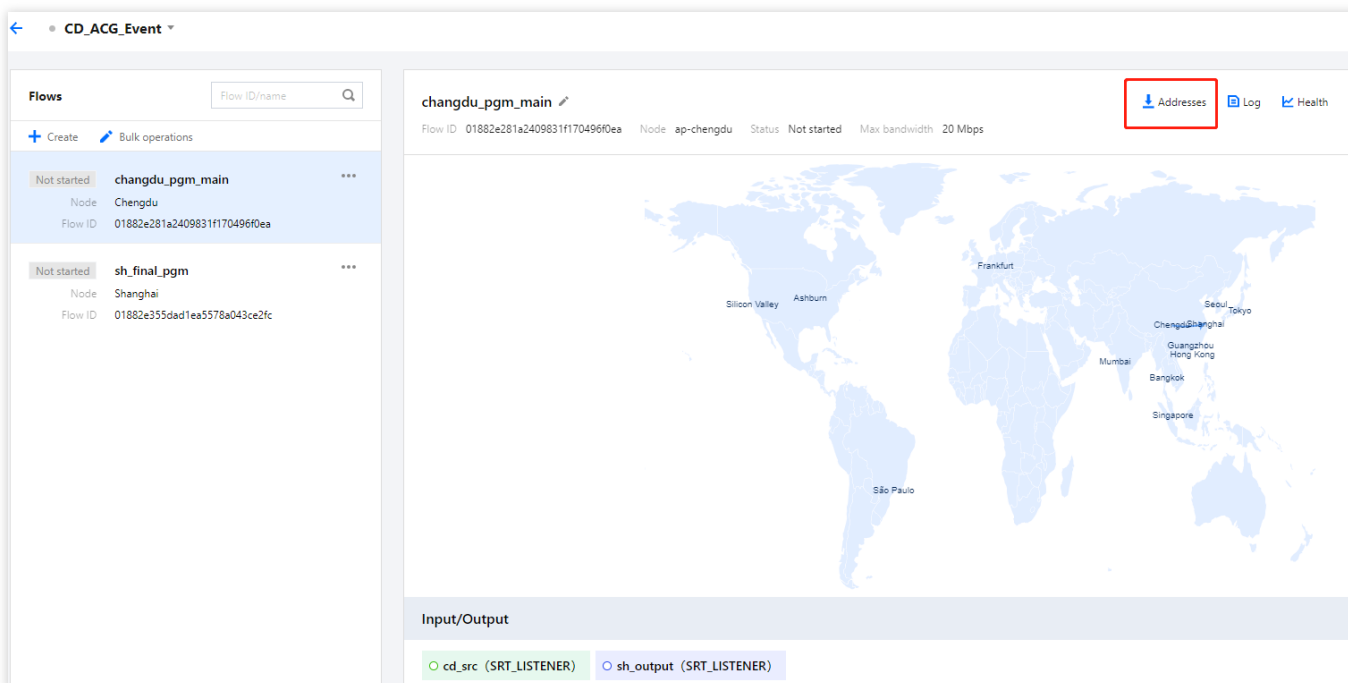 CD_ACG_Event
Flows
Flow ID/name
Create
Bulk operations
Not started changdu_pgm_main
Node Chengdu
Flow ID 01882e281a2409831f170496f0ea
Not started sh_final_pgm
Node Shanghai
Flow ID 01882e355dad1ea5578a043ce2fc
changdu_pgm_main
Addresses
Log
Health
Flow ID 01882e281a2409831f170496f0ea Node ap-chengdu Status Not started Max bandwidth 20 Mbps
Frankfurt
Silicon Valley
Ashburn
Seoul
Tokyo
Chengdu
Shanghai
Guangzhou
Hong Kong
Mumbai
Bangkok
Singapore
São Paulo
Input/Output
cd_src（SRT_LISTENER）
sh_output（SRT_LISTENER）